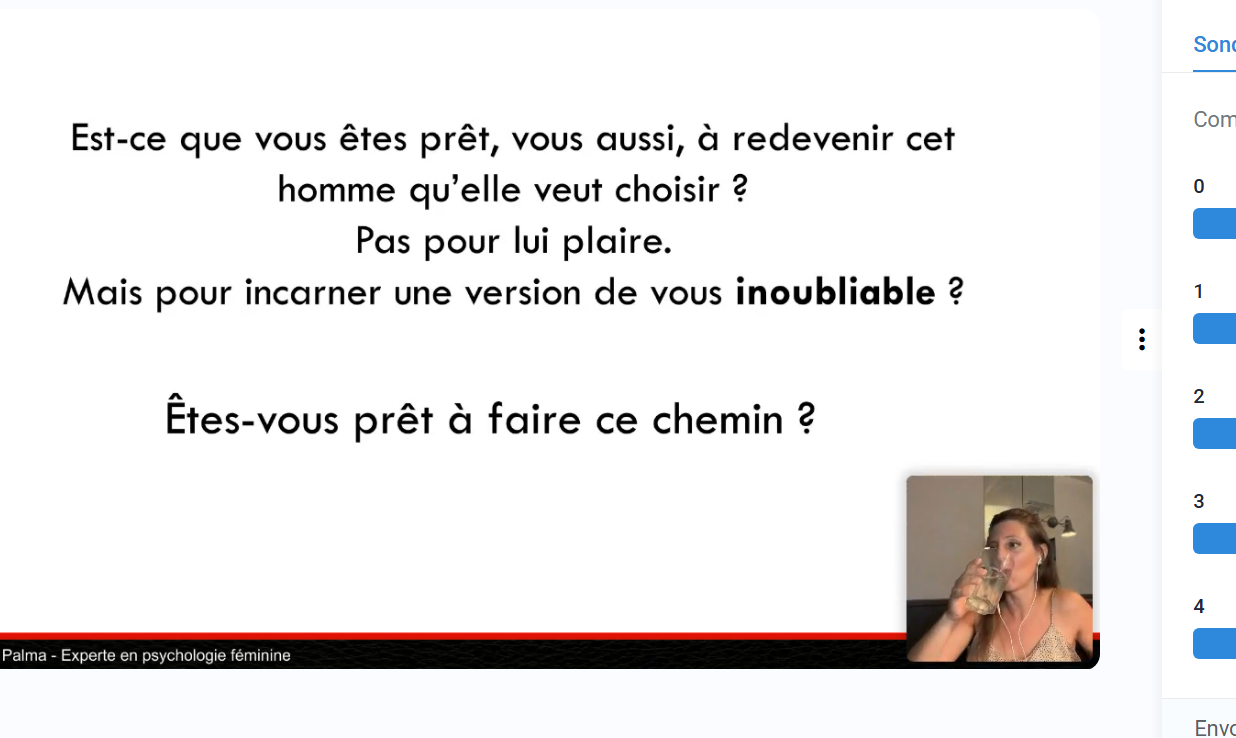 Est-ce que vous êtes prêt, vous aussi, à redevenir cet
homme qu’elle veut choisir ?
Pas pour lui plaire.
Mais pour incarner une version de vous inoubliable ?
Êtes-vous prêt à faire ce chemin ?
Palma - Experte en psychologie féminine
Sond
Com
0
1
2
3
4
Envo